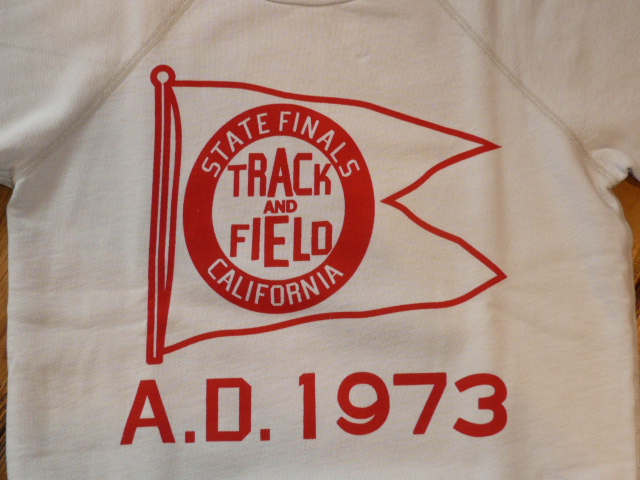 STATE FINALS
TRACK
AND
FIELD
CALIFORNIA
A.D. 1973